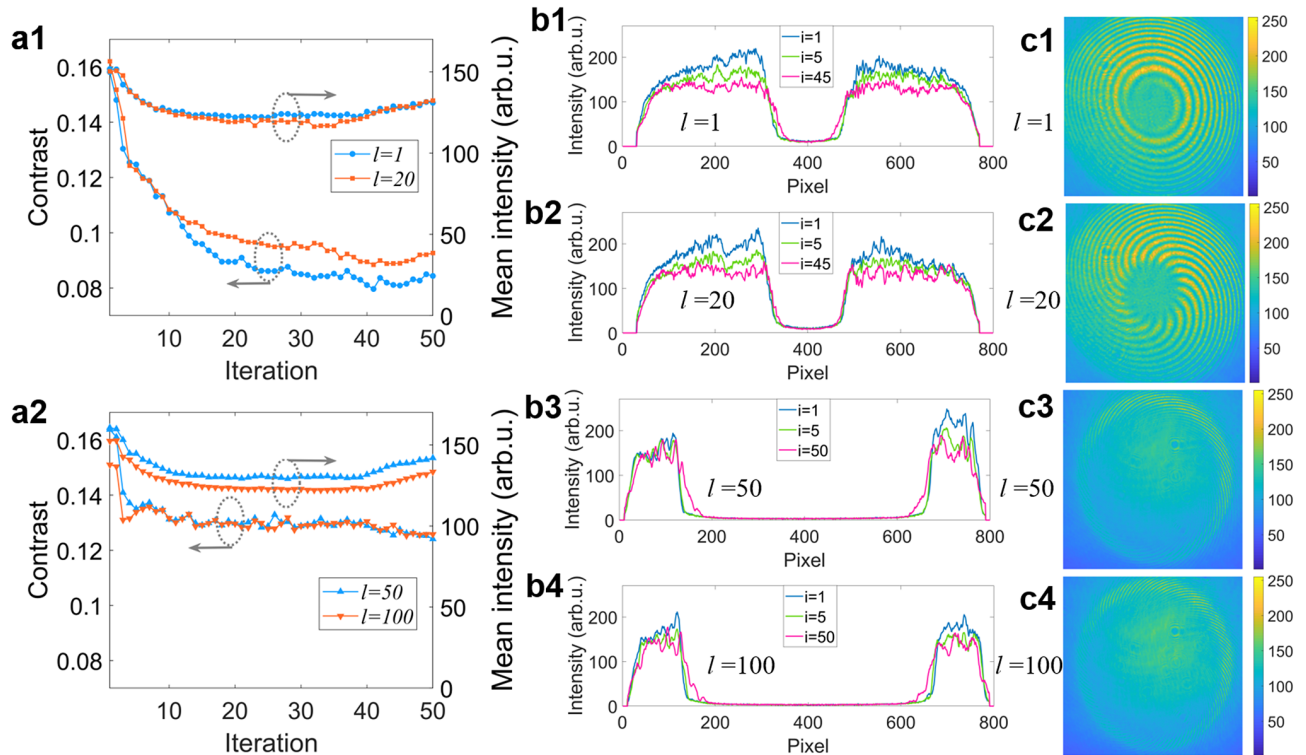 a1
Contrast
0.16
0.14
0.12
0.1
0.08
150
100
50
0
Mean intensity (arb.u.)
l=1
l=20
10 20 30 40 50
Iteration
b1
Intensity (arb.u.)
200
100
0
i=1
i=5
i=45
l=1
0 200 400 600 800
Pixel
c1
l=1
250
200
150
100
50
b2
Intensity (arb.u.)
200
100
0
i=1
i=5
i=45
l=20
0 200 400 600 800
Pixel
c2
l=20
250
200
150
100
50
a2
Contrast
0.16
0.14
0.12
0.1
0.08
150
100
50
0
Mean intensity (arb.u.)
l=50
l=100
10 20 30 40 50
Iteration
b3
Intensity (arb.u.)
200
100
0
i=1
i=5
i=50
0 200 400 600 800
Pixel
c3
l=50
250
200
150
100
50
b4
Intensity (arb.u.)
200
100
0
i=1
i=5
i=50
l=100
0 200 400 600 800
Pixel
c4
l=100
250
200
150
100
50